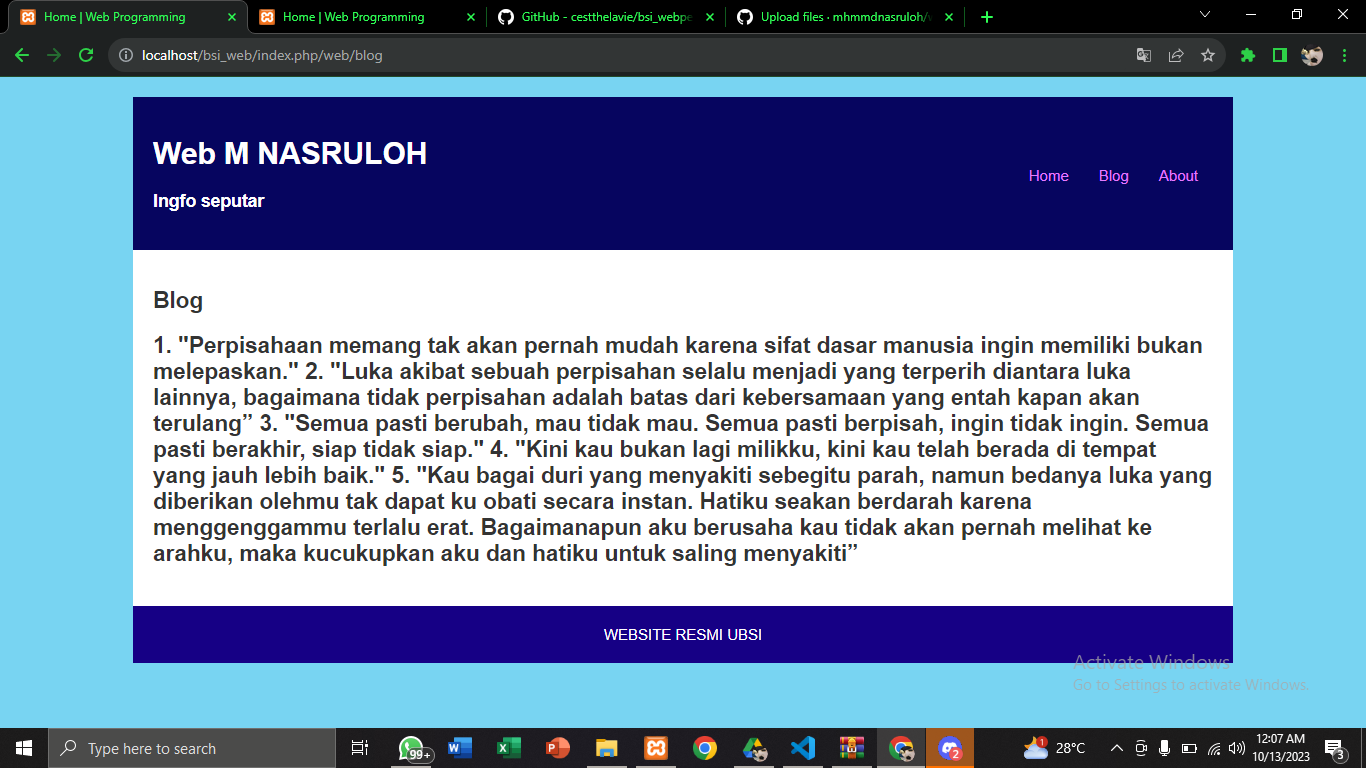 Home | Web Programming
Home | Web Programming
GitHub - cestthelavie/bsi_webpe
Upload files · mhmmdnasruloh/
localhost/bsi_web/index.php/web/blog
Web M NASRULOH
Home Blog About
Ingfo seputar
Blog
1. "Perpisahaan memang tak akan pernah mudah karena sifat dasar manusia ingin memiliki bukan
melepaskan." 2. "Luka akibat sebuah perpisahan selalu menjadi yang terperih diantara luka
lainnya, bagaimana tidak perpisahan adalah batas dari kebersamaan yang entah kapan akan
terulang” 3. "Semua pasti berubah, mau tidak mau. Semua pasti berpisah, ingin tidak ingin. Semua
pasti berakhir, siap tidak siap." 4. "Kini kau bukan lagi milikku, kini kau telah berada di tempat
yang jauh lebih baik." 5. "Kau bagai duri yang menyakiti sebegitu parah, namun bedanya luka yang
diberikan olehmu tak dapat ku obati secara instan. Hatiku seakan berdarah karena
menggenggammu terlalu erat. Bagaimanapun aku berusaha kau tidak akan pernah melihat ke
arahku, maka kucukupkan aku dan hatiku untuk saling menyakiti”
WEBSITE RESMI UBSI
Activate Windows
Go to Settings to activate Windows.
Type here to search
99+
1
28°C
2
12:07 AM
10/13/2023
3